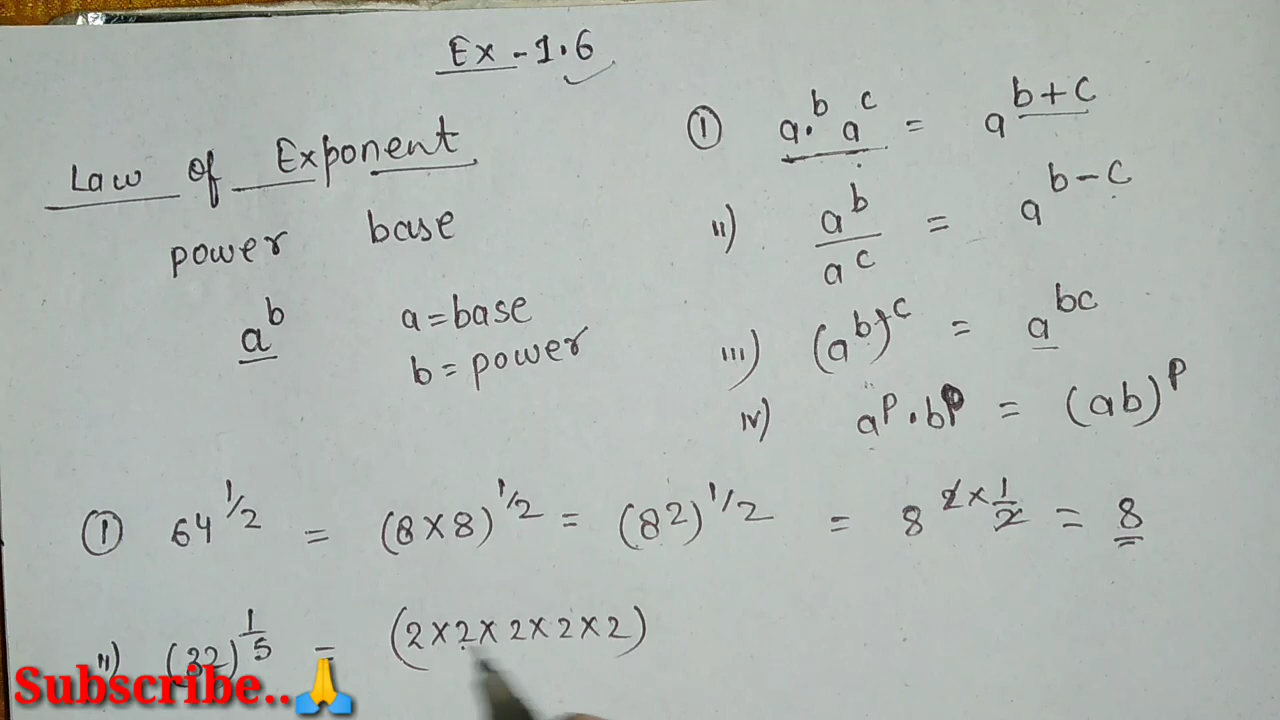 Ex - 1.6
Law of Exponent
power base
a^b a = base
b = power
① a^b . a^c = a^(b+c)
ii) a^b / a^c = a^(b-c)
iii) (a^b)^c = a^(bc)
iv) a^p . b^p = (ab)^p
① 64^(1/2) = (8×8)^(1/2) = (8^2)^(1/2) = 8^(2×1/2) = 8
ii) (32)^(1/5) = (2×2×2×2×2)
Subscribe..🙏